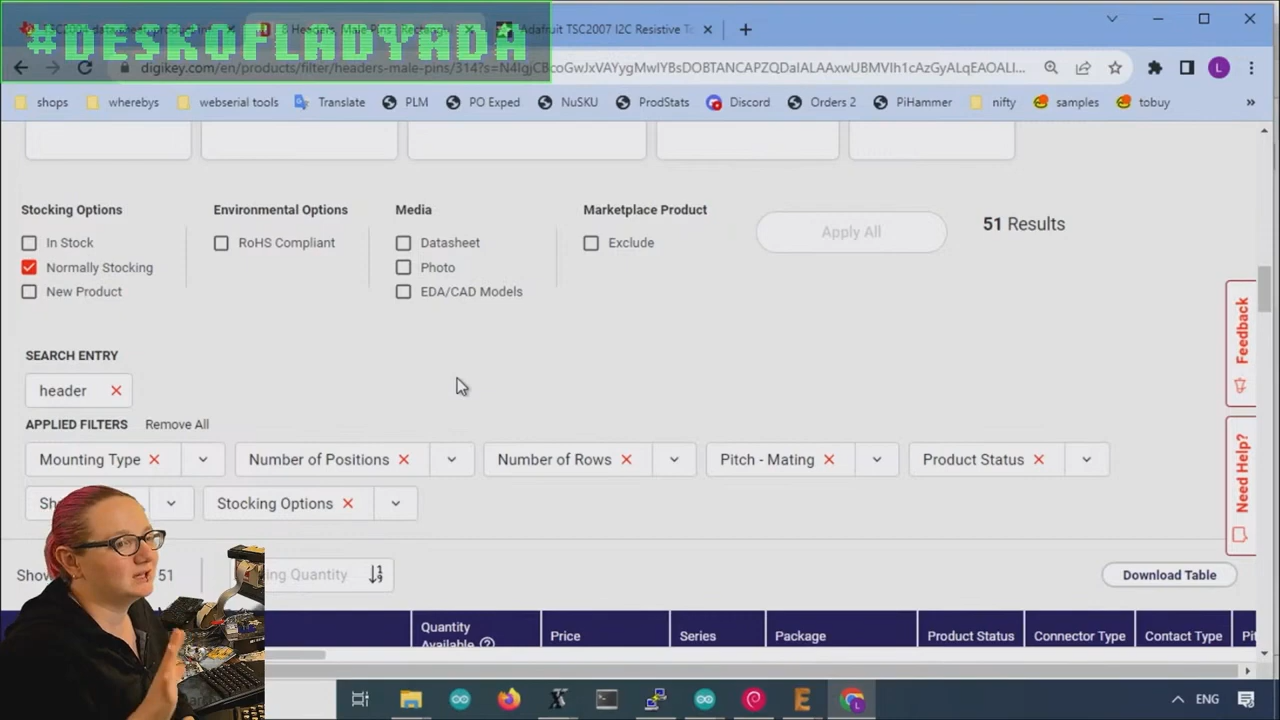 #DESKOFLADYADA
Adafruit TSC2007 I2C Resistive To
digikey.com/en/products/filter/headers-male-pins/314?s=
L
shops
whereby
webserial tools
Translate
PLM
PO Exped
NuSKU
ProdStats
Discord
Orders 2
PiHammer
nifty
samples
tobuy
»
Stocking Options
Environmental Options
Media
Marketplace Product
In Stock
RoHS Compliant
Datasheet
Exclude
Apply All
51 Results
Normally Stocking
Photo
New Product
EDA/CAD Models
Feedback
Need Help?
SEARCH ENTRY
header
APPLIED FILTERS
Remove All
Mounting Type
Number of Positions
Number of Rows
Pitch - Mating
Product Status
Stocking Options
51
Quantity
Download Table
Quantity
Available
Price
Series
Package
Product Status
Connector Type
Contact Type
ENG